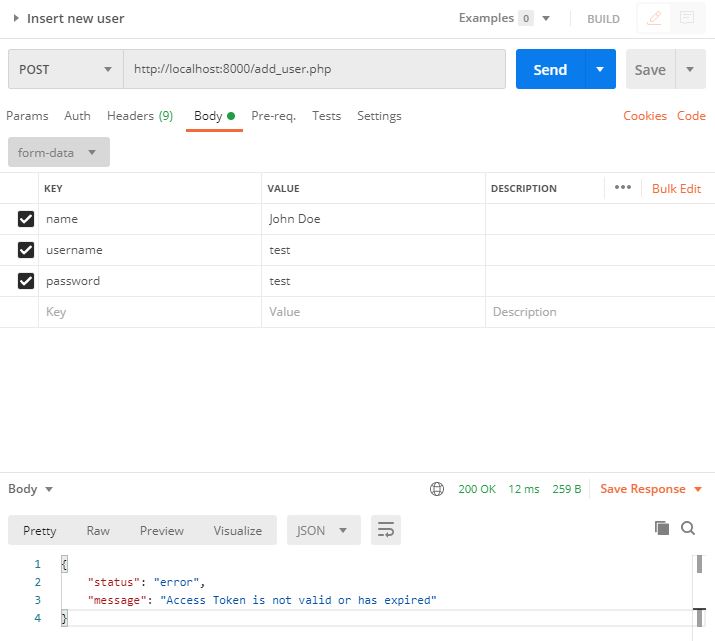 Insert new user Examples 0 BUILD
POST http://localhost:8000/add_user.php Send Save
Params Auth Headers (9) Body Pre-req. Tests Settings Cookies Code
form-data
KEY VALUE DESCRIPTION ••• Bulk Edit
name John Doe
username test
password test
Key Value Description
Body 200 OK 12 ms 259 B Save Response
Pretty Raw Preview Visualize JSON
1 {
2 "status": "error",
3 "message": "Access Token is not valid or has expired"
4 }